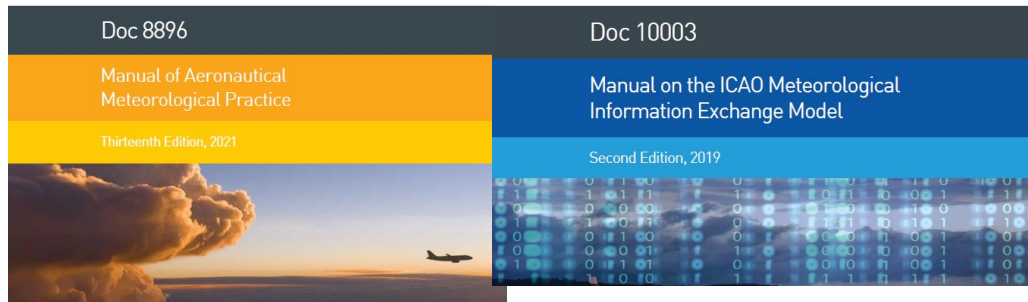 Doc 8896
Manual of Aeronautical
Meteorological Practice
Thirteenth Edition, 2021
Doc 10003
Manual on the ICAO Meteorological
Information Exchange Model
Second Edition, 2019